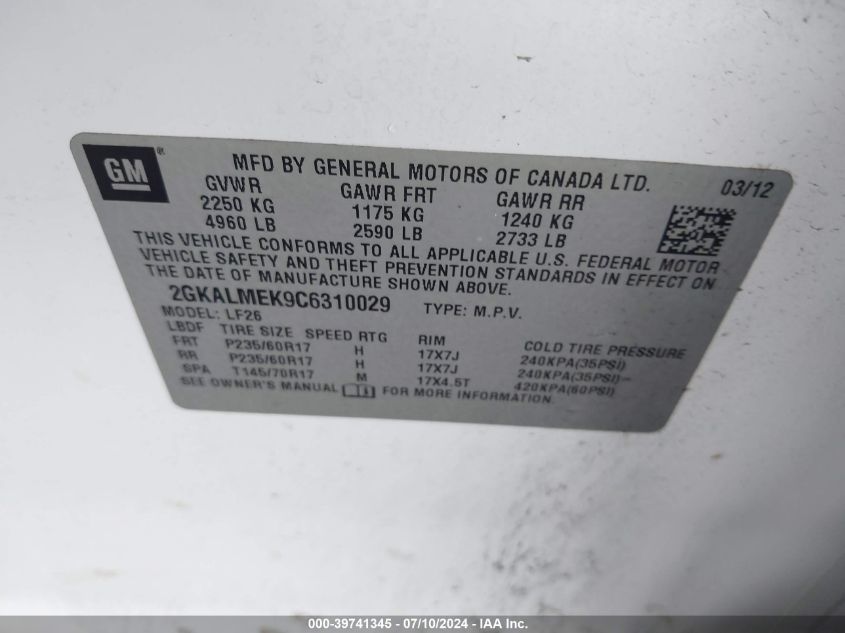 GM ®
MFD BY GENERAL MOTORS OF CANADA LTD. 03/12
GVWR GAWR FRT GAWR RR
2250 KG 1175 KG 1240 KG
4960 LB 2590 LB 2733 LB
THIS VEHICLE CONFORMS TO ALL APPLICABLE U.S. FEDERAL MOTOR
VEHICLE SAFETY AND THEFT PREVENTION STANDARDS IN EFFECT ON
THE DATE OF MANUFACTURE SHOWN ABOVE.
2GKALMEK9C6310029 TYPE: M.P.V.
MODEL: LF26
LBDF TIRE SIZE SPEED RTG RIM COLD TIRE PRESSURE
FRT P235/60R17 H 17X7J 240KPA(35PSI)
RR P235/60R17 H 17X7J 240KPA(35PSI)
SPA T145/70R17 M 17X4.5T 420KPA(60PSI)
SEE OWNER'S MANUAL FOR MORE INFORMATION
000-39741345 - 07/10/2024 - IAA Inc.